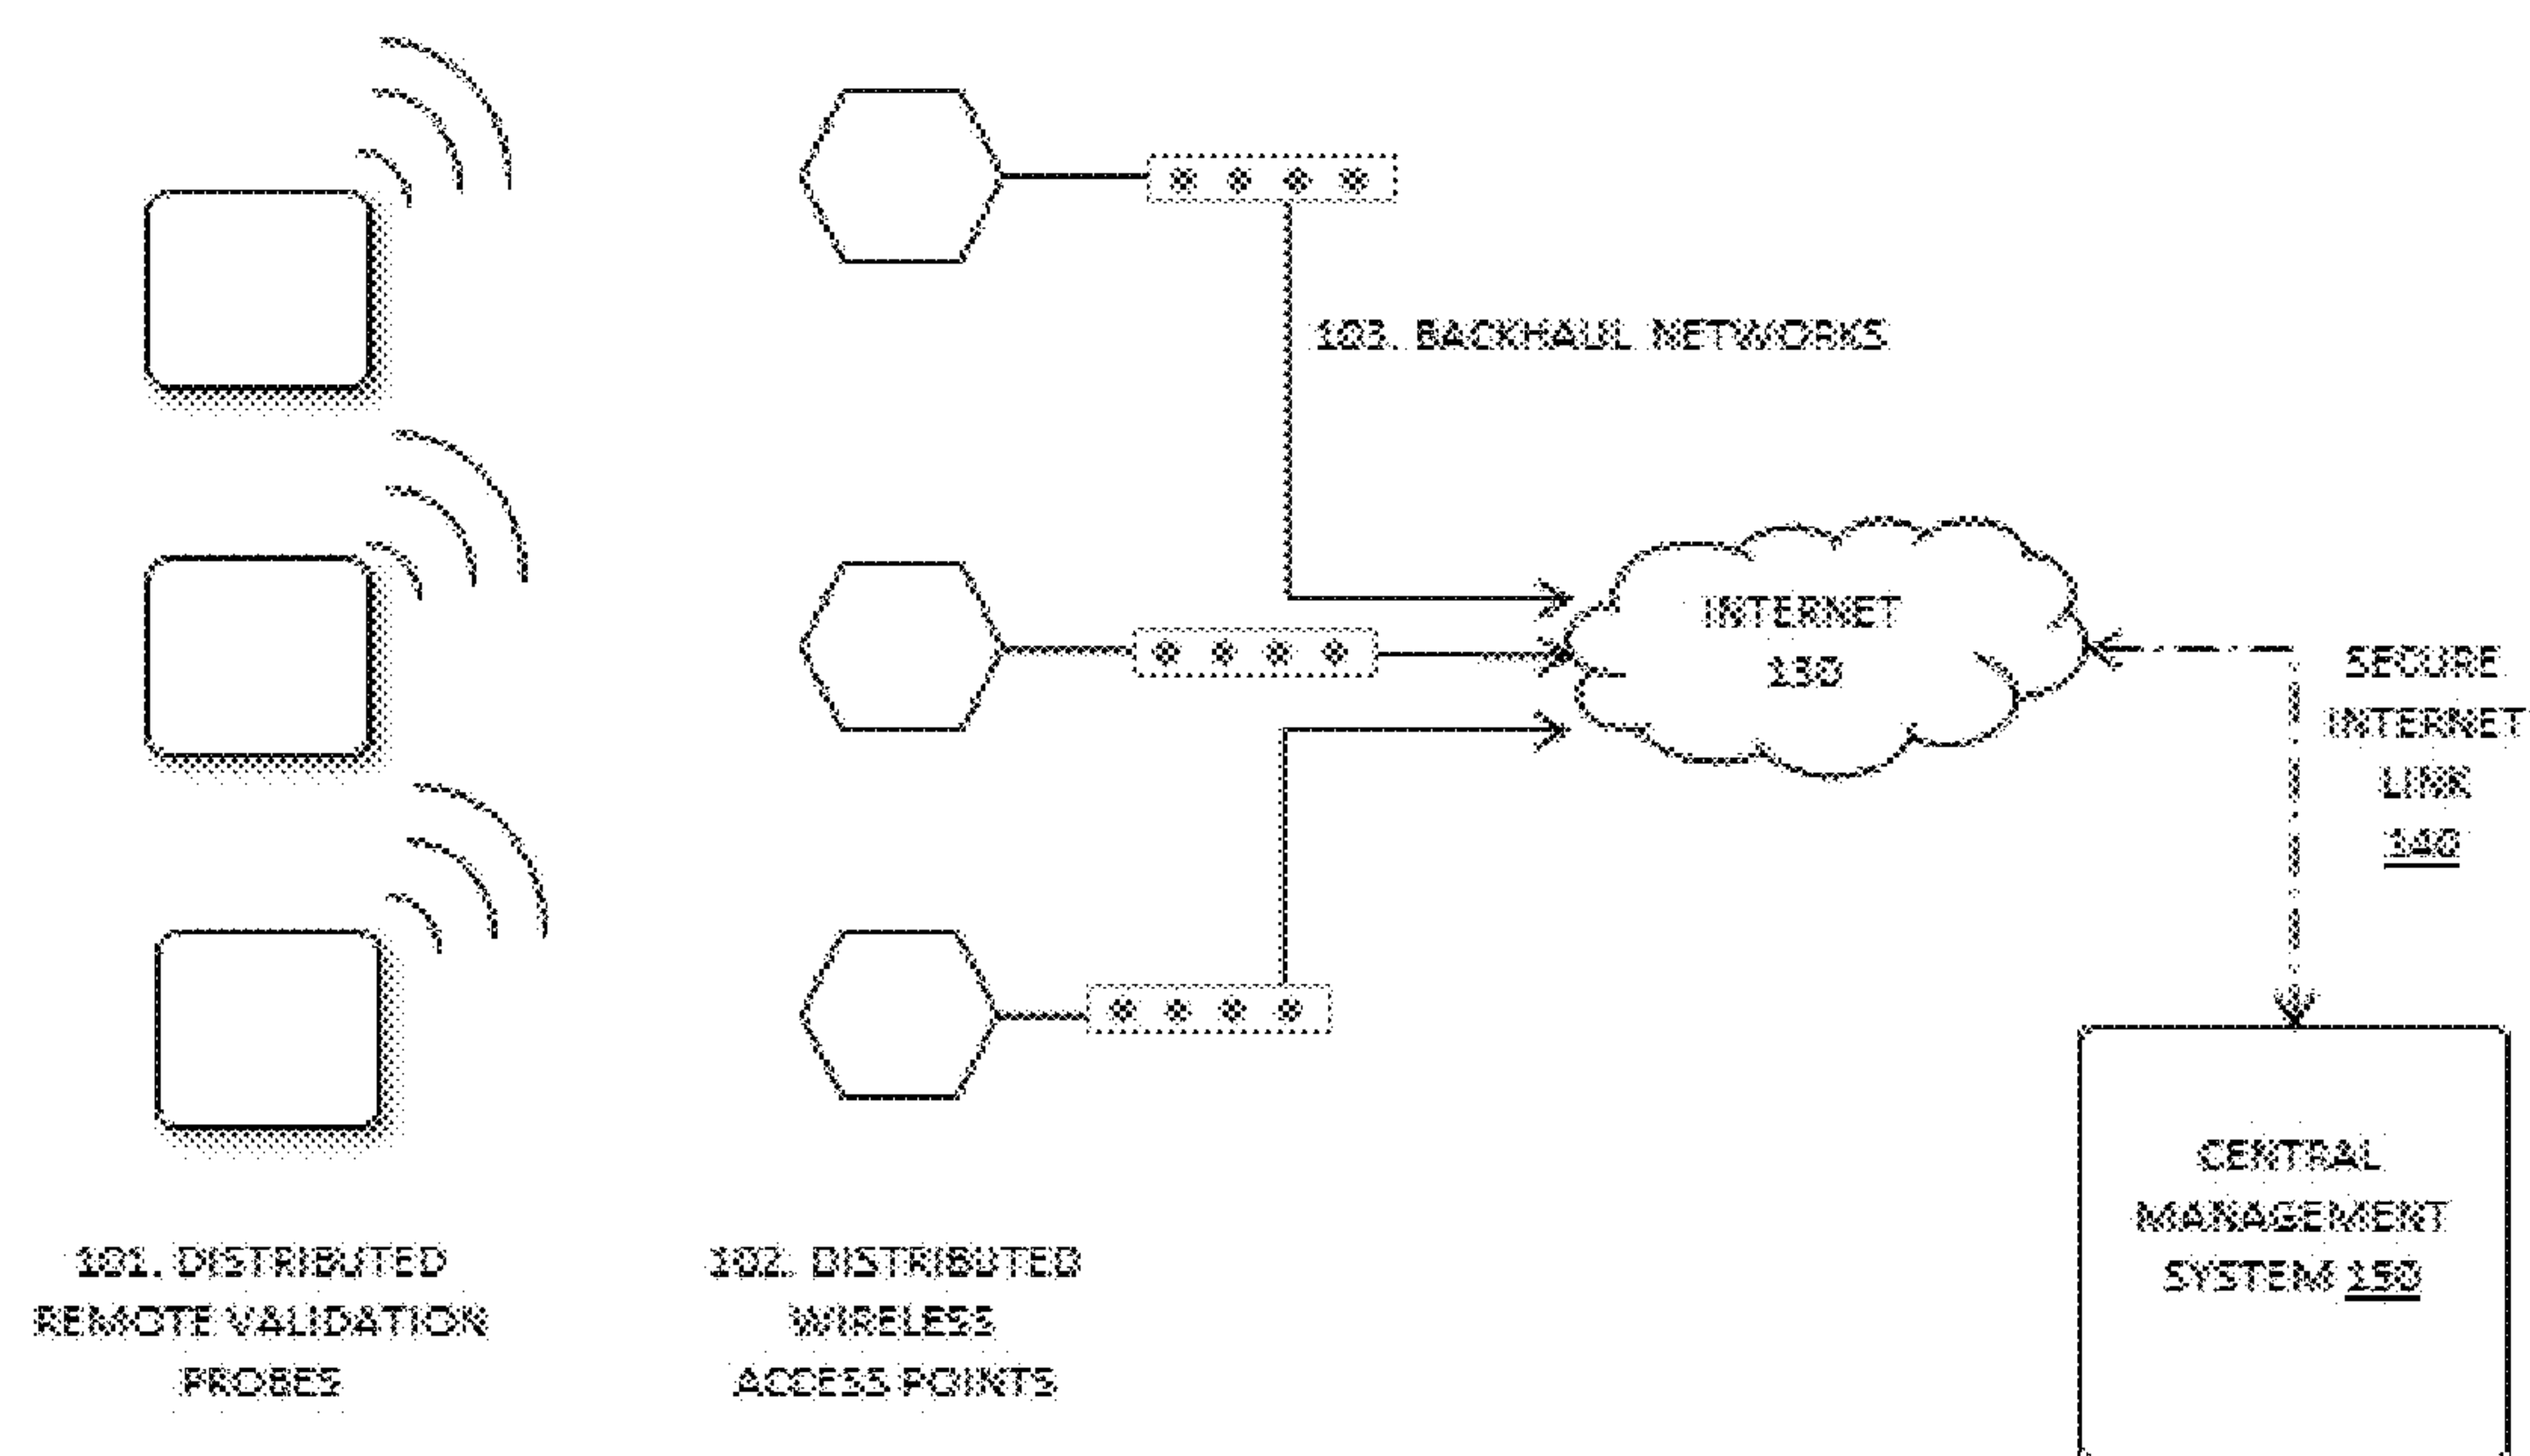 103. BACKHAUL NETWORKS
INTERNET
130
SECURE
INTERNET
LINK
140
CENTRAL
MANAGEMENT
SYSTEM 150
101. DISTRIBUTED
REMOTE VALIDATION
PROBES
102. DISTRIBUTED
WIRELESS
ACCESS POINTS